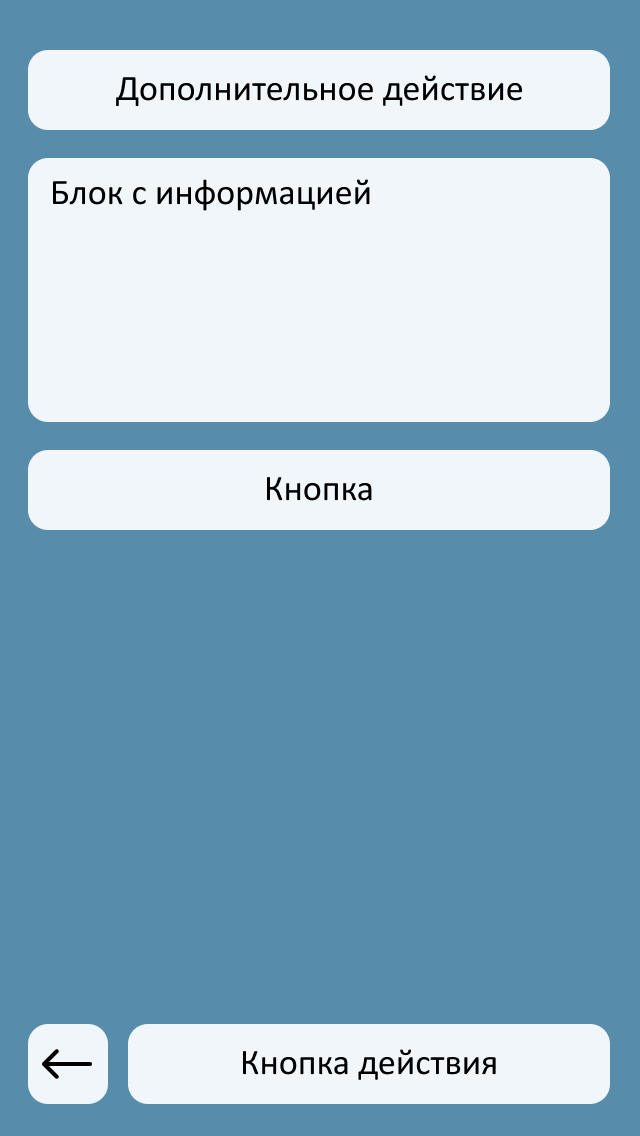 Дополнительное действие
Блок с информацией
Кнопка
Кнопка действия